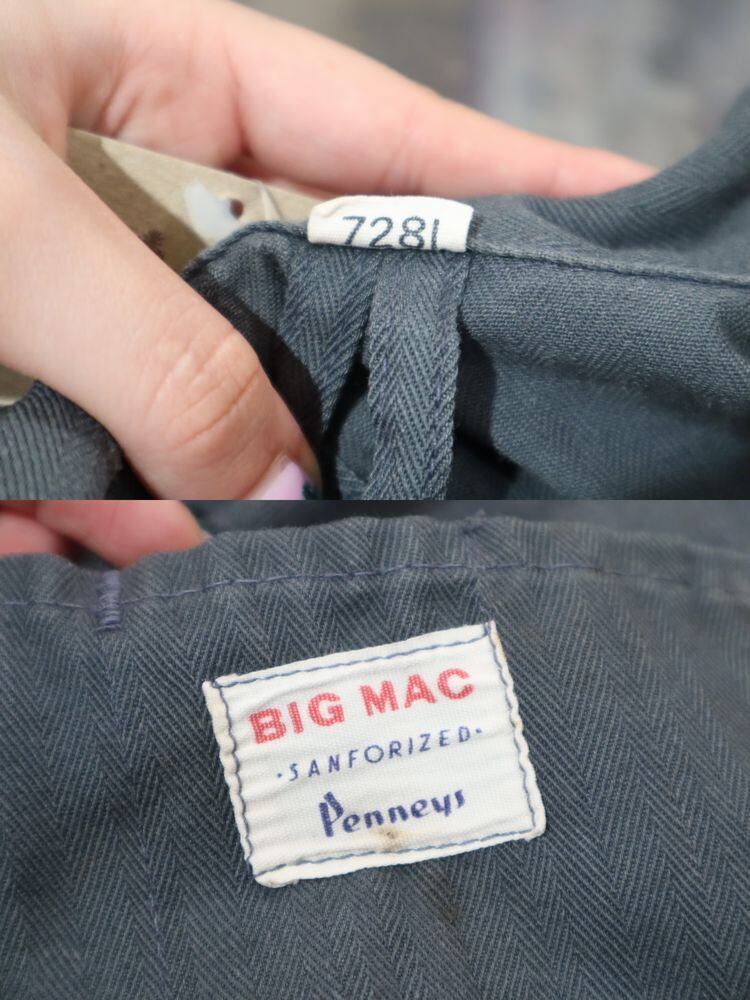 728L
BIG MAC
·SANFORIZED·
Penneys